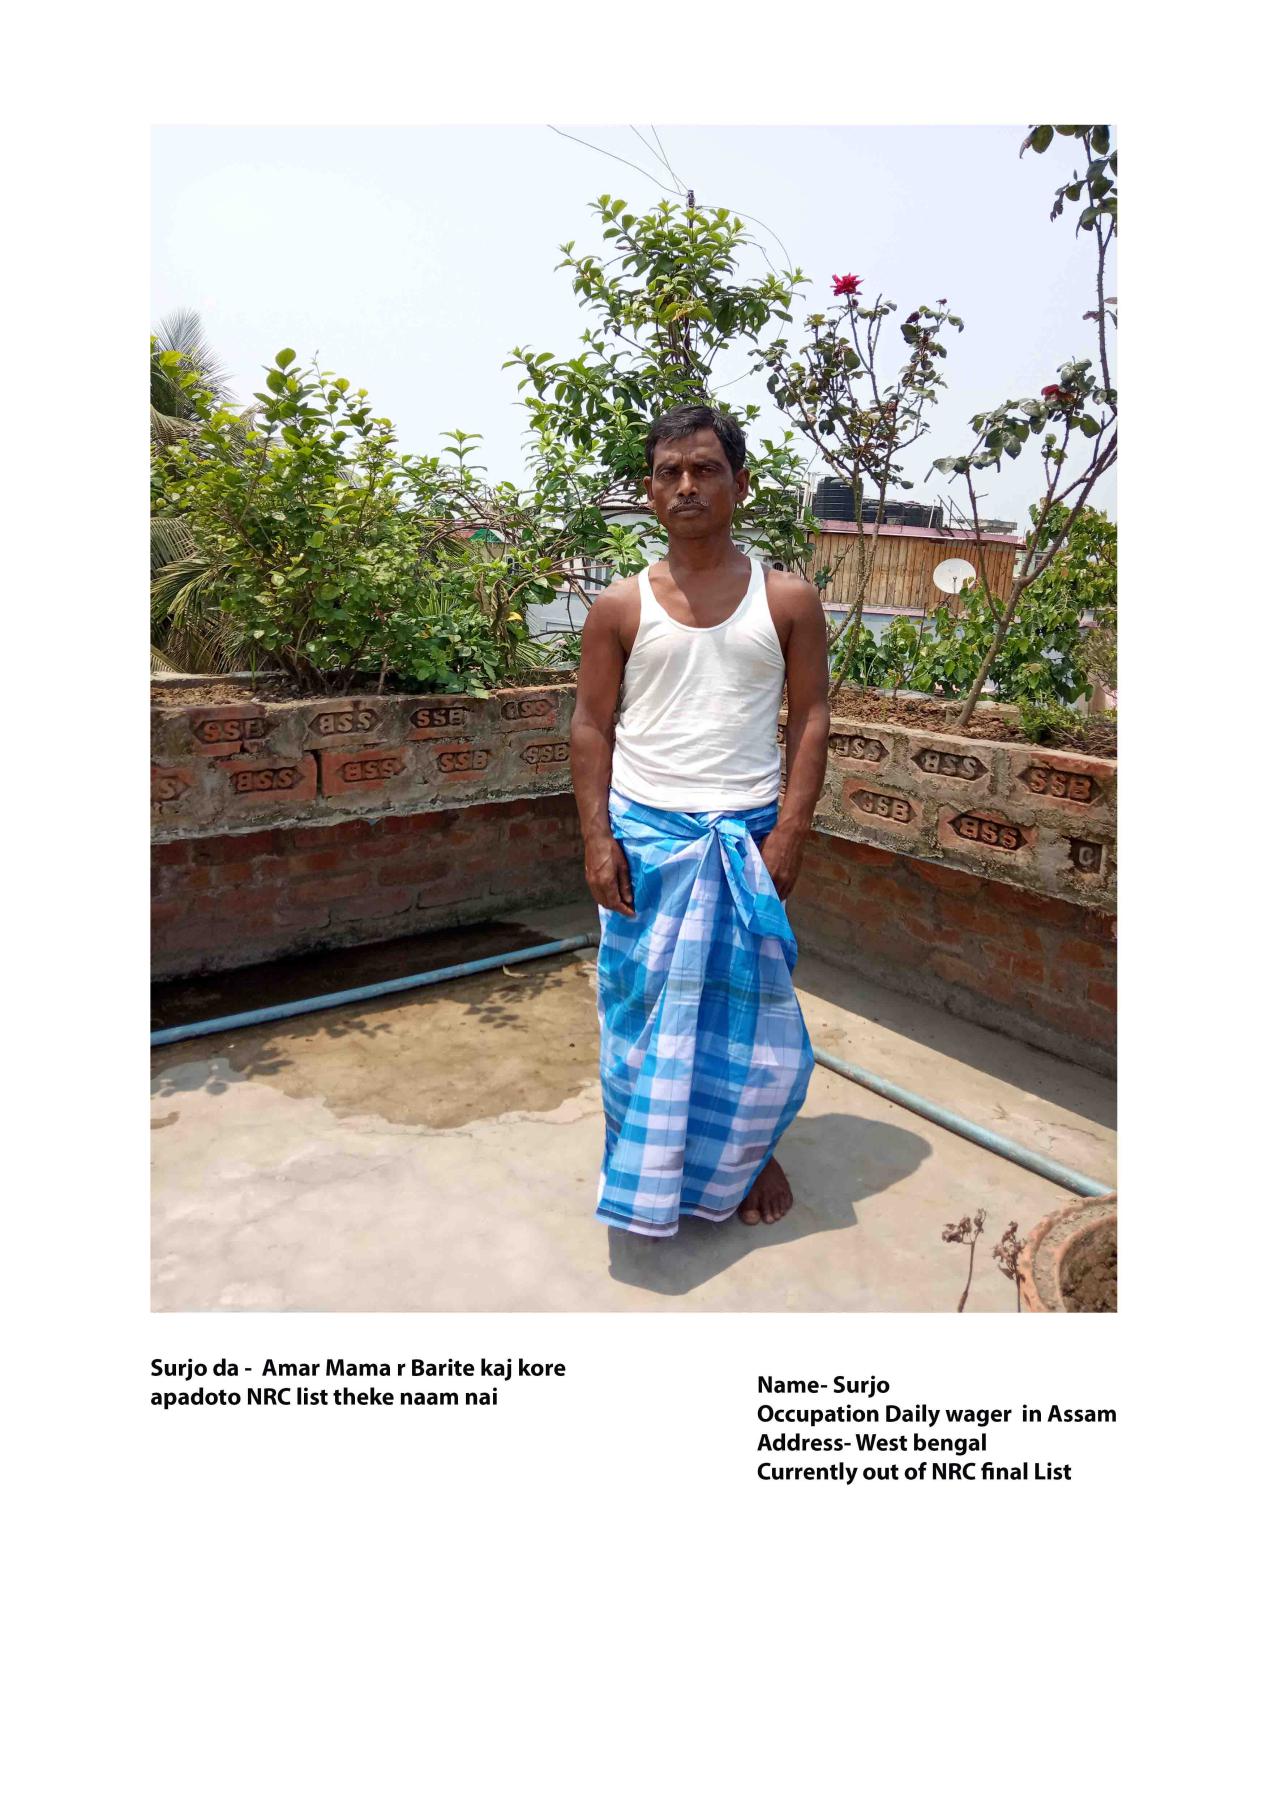 SSB SSB SSB SSB
SSB SSB SSB SSB SSB
SSB SSB SSB
SSB SSB
Surjo da -  Amar Mama r Barite kaj kore
apadoto NRC list theke naam nai
Name- Surjo
Occupation Daily wager  in Assam
Address- West bengal
Currently out of NRC final List